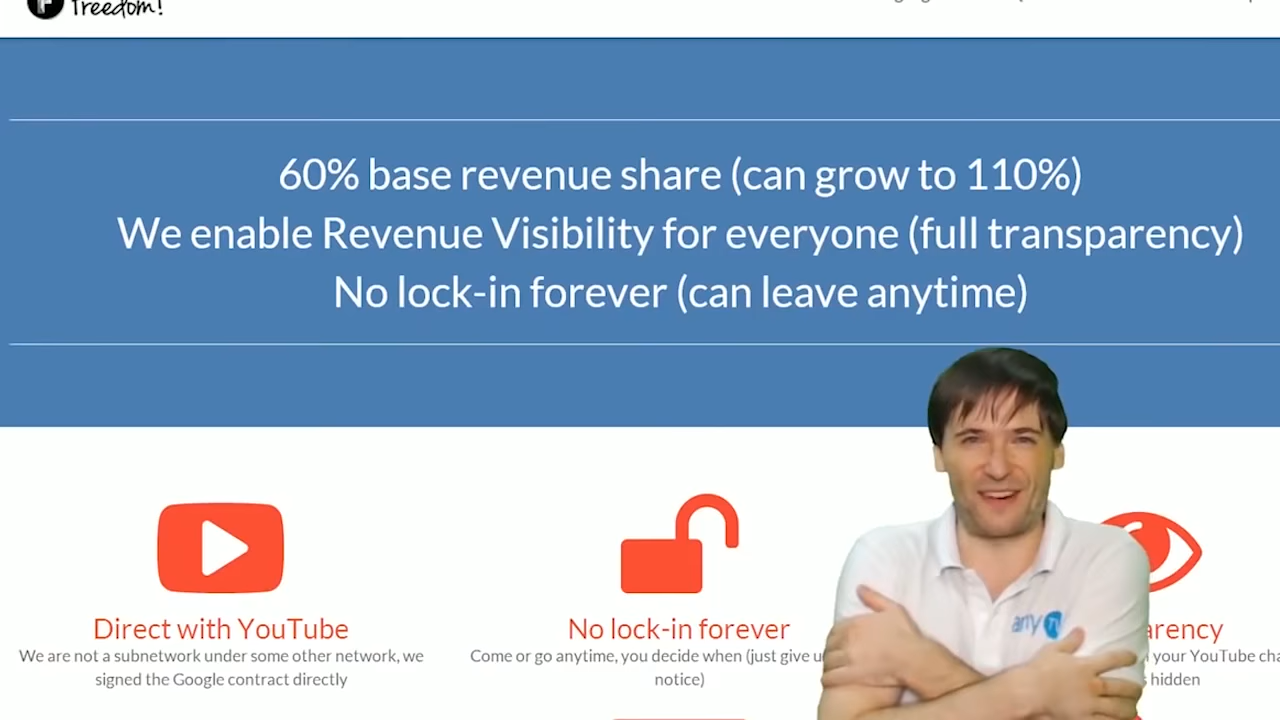 Freedom!
60% base revenue share (can grow to 110%)
We enable Revenue Visibility for everyone (full transparency)
No lock-in forever (can leave anytime)
Direct with YouTube
We are not a subnetwork under some other network, we
signed the Google contract directly
No lock-in forever
Come or go anytime, you decide when (just give
notice)
your YouTube
hidden
any TV